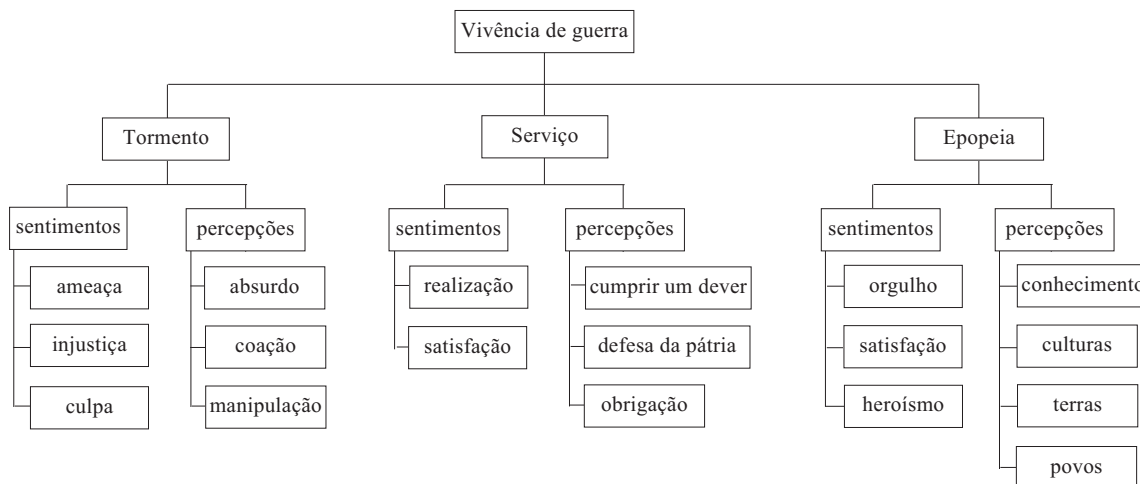 Vivência de guerra
Tormento
Serviço
Epopeia
sentimentos
percepções
sentimentos
percepções
sentimentos
percepções
ameaça
absurdo
realização
cumprir um dever
orgulho
conhecimento
injustiça
coação
satisfação
defesa da pátria
satisfação
culturas
culpa
manipulação
obrigação
heroísmo
terras
povos